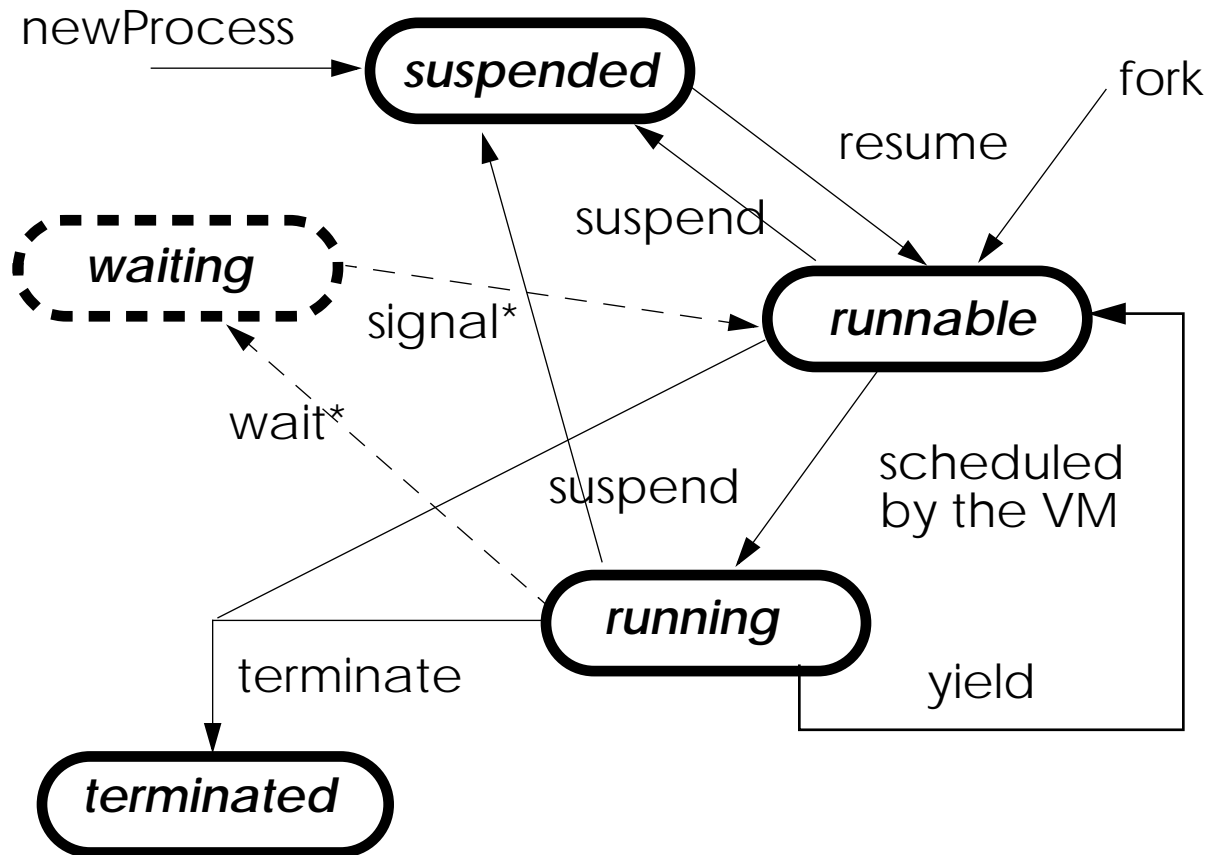 newProcess
suspended
fork
resume
suspend
waiting
signal*
runnable
wait*
scheduled
by the VM
suspend
running
terminate
yield
terminated